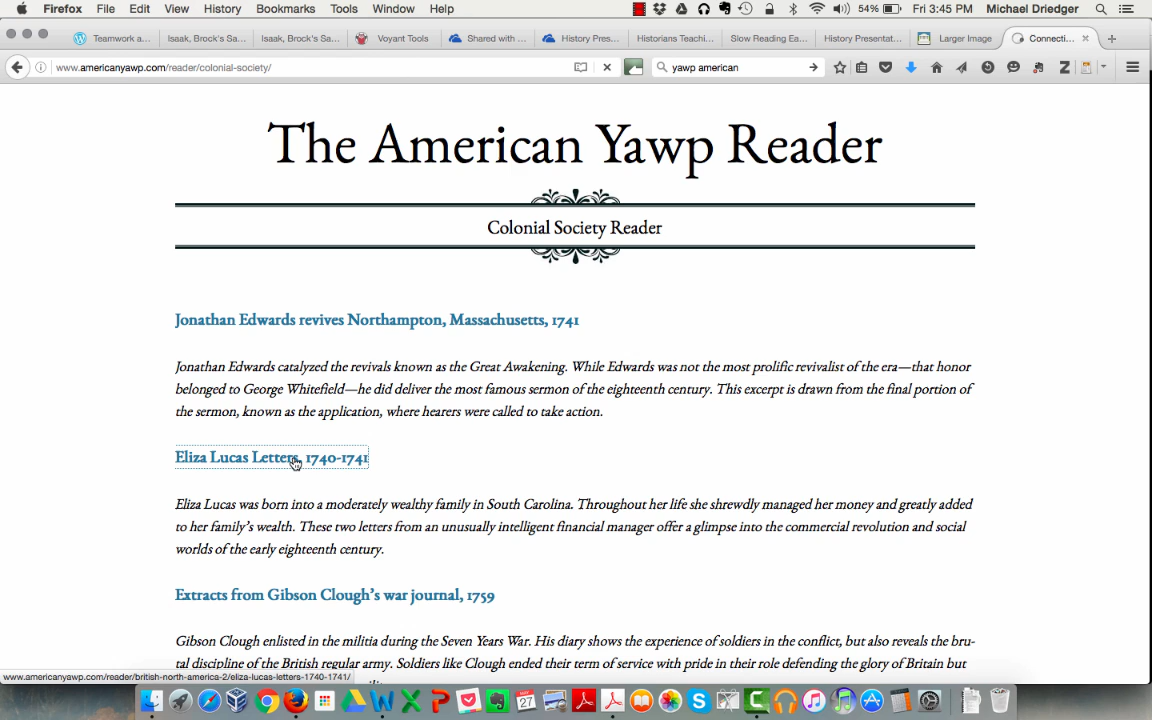 Firefox File Edit View History Bookmarks Tools Window Help 54% Fri 3:45 PM Michael Driedger
Teamwork a... Isaak, Brock's Sa... Isaak, Brock's Sa... Voyant Tools Shared with ... History Pres... Historians Teachi... Slow Reading Ea... History Presentat... Larger Image Connecti...
www.americanyawp.com/reader/colonial-society/ yawp american
The American Yawp Reader
Colonial Society Reader
Jonathan Edwards revives Northampton, Massachusetts, 1741
Jonathan Edwards catalyzed the revivals known as the Great Awakening. While Edwards was not the most prolific revivalist of the era—that honor
belonged to George Whitefield—he did deliver the most famous sermon of the eighteenth century. This excerpt is drawn from the final portion of
the sermon, known as the application, where hearers were called to take action.
Eliza Lucas Letters, 1740-1741
Eliza Lucas was born into a moderately wealthy family in South Carolina. Throughout her life she shrewdly managed her money and greatly added
to her family's wealth. These two letters from an unusually intelligent financial manager offer a glimpse into the commercial revolution and social
worlds of the early eighteenth century.
Extracts from Gibson Clough's war journal, 1759
Gibson Clough enlisted in the militia during the Seven Years War. His diary shows the experience of soldiers in the conflict, but also reveals the bru-
tal discipline of the British regular army. Soldiers like Clough ended their term of service with pride in their role defending the glory of Britain but
www.americanyawp.com/reader/british-north-america-2/eliza-lucas-letters-1740-1741/
27